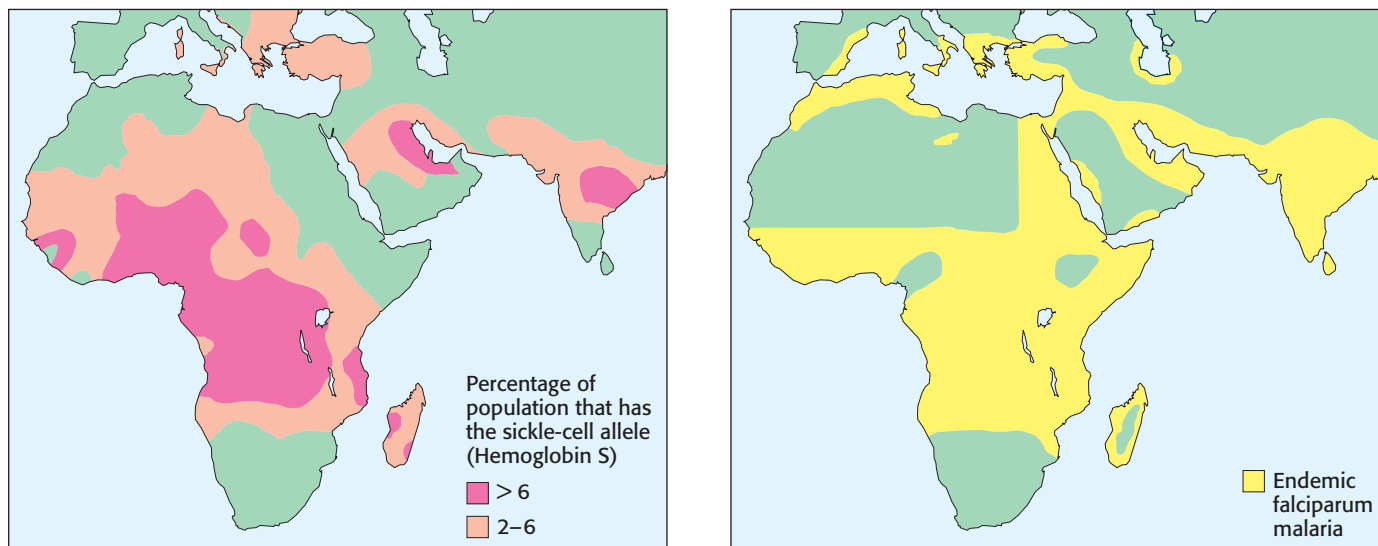 Percentage of
population that has
the sickle-cell allele
(Hemoglobin S)
> 6
2–6
Endemic
falciparum
malaria